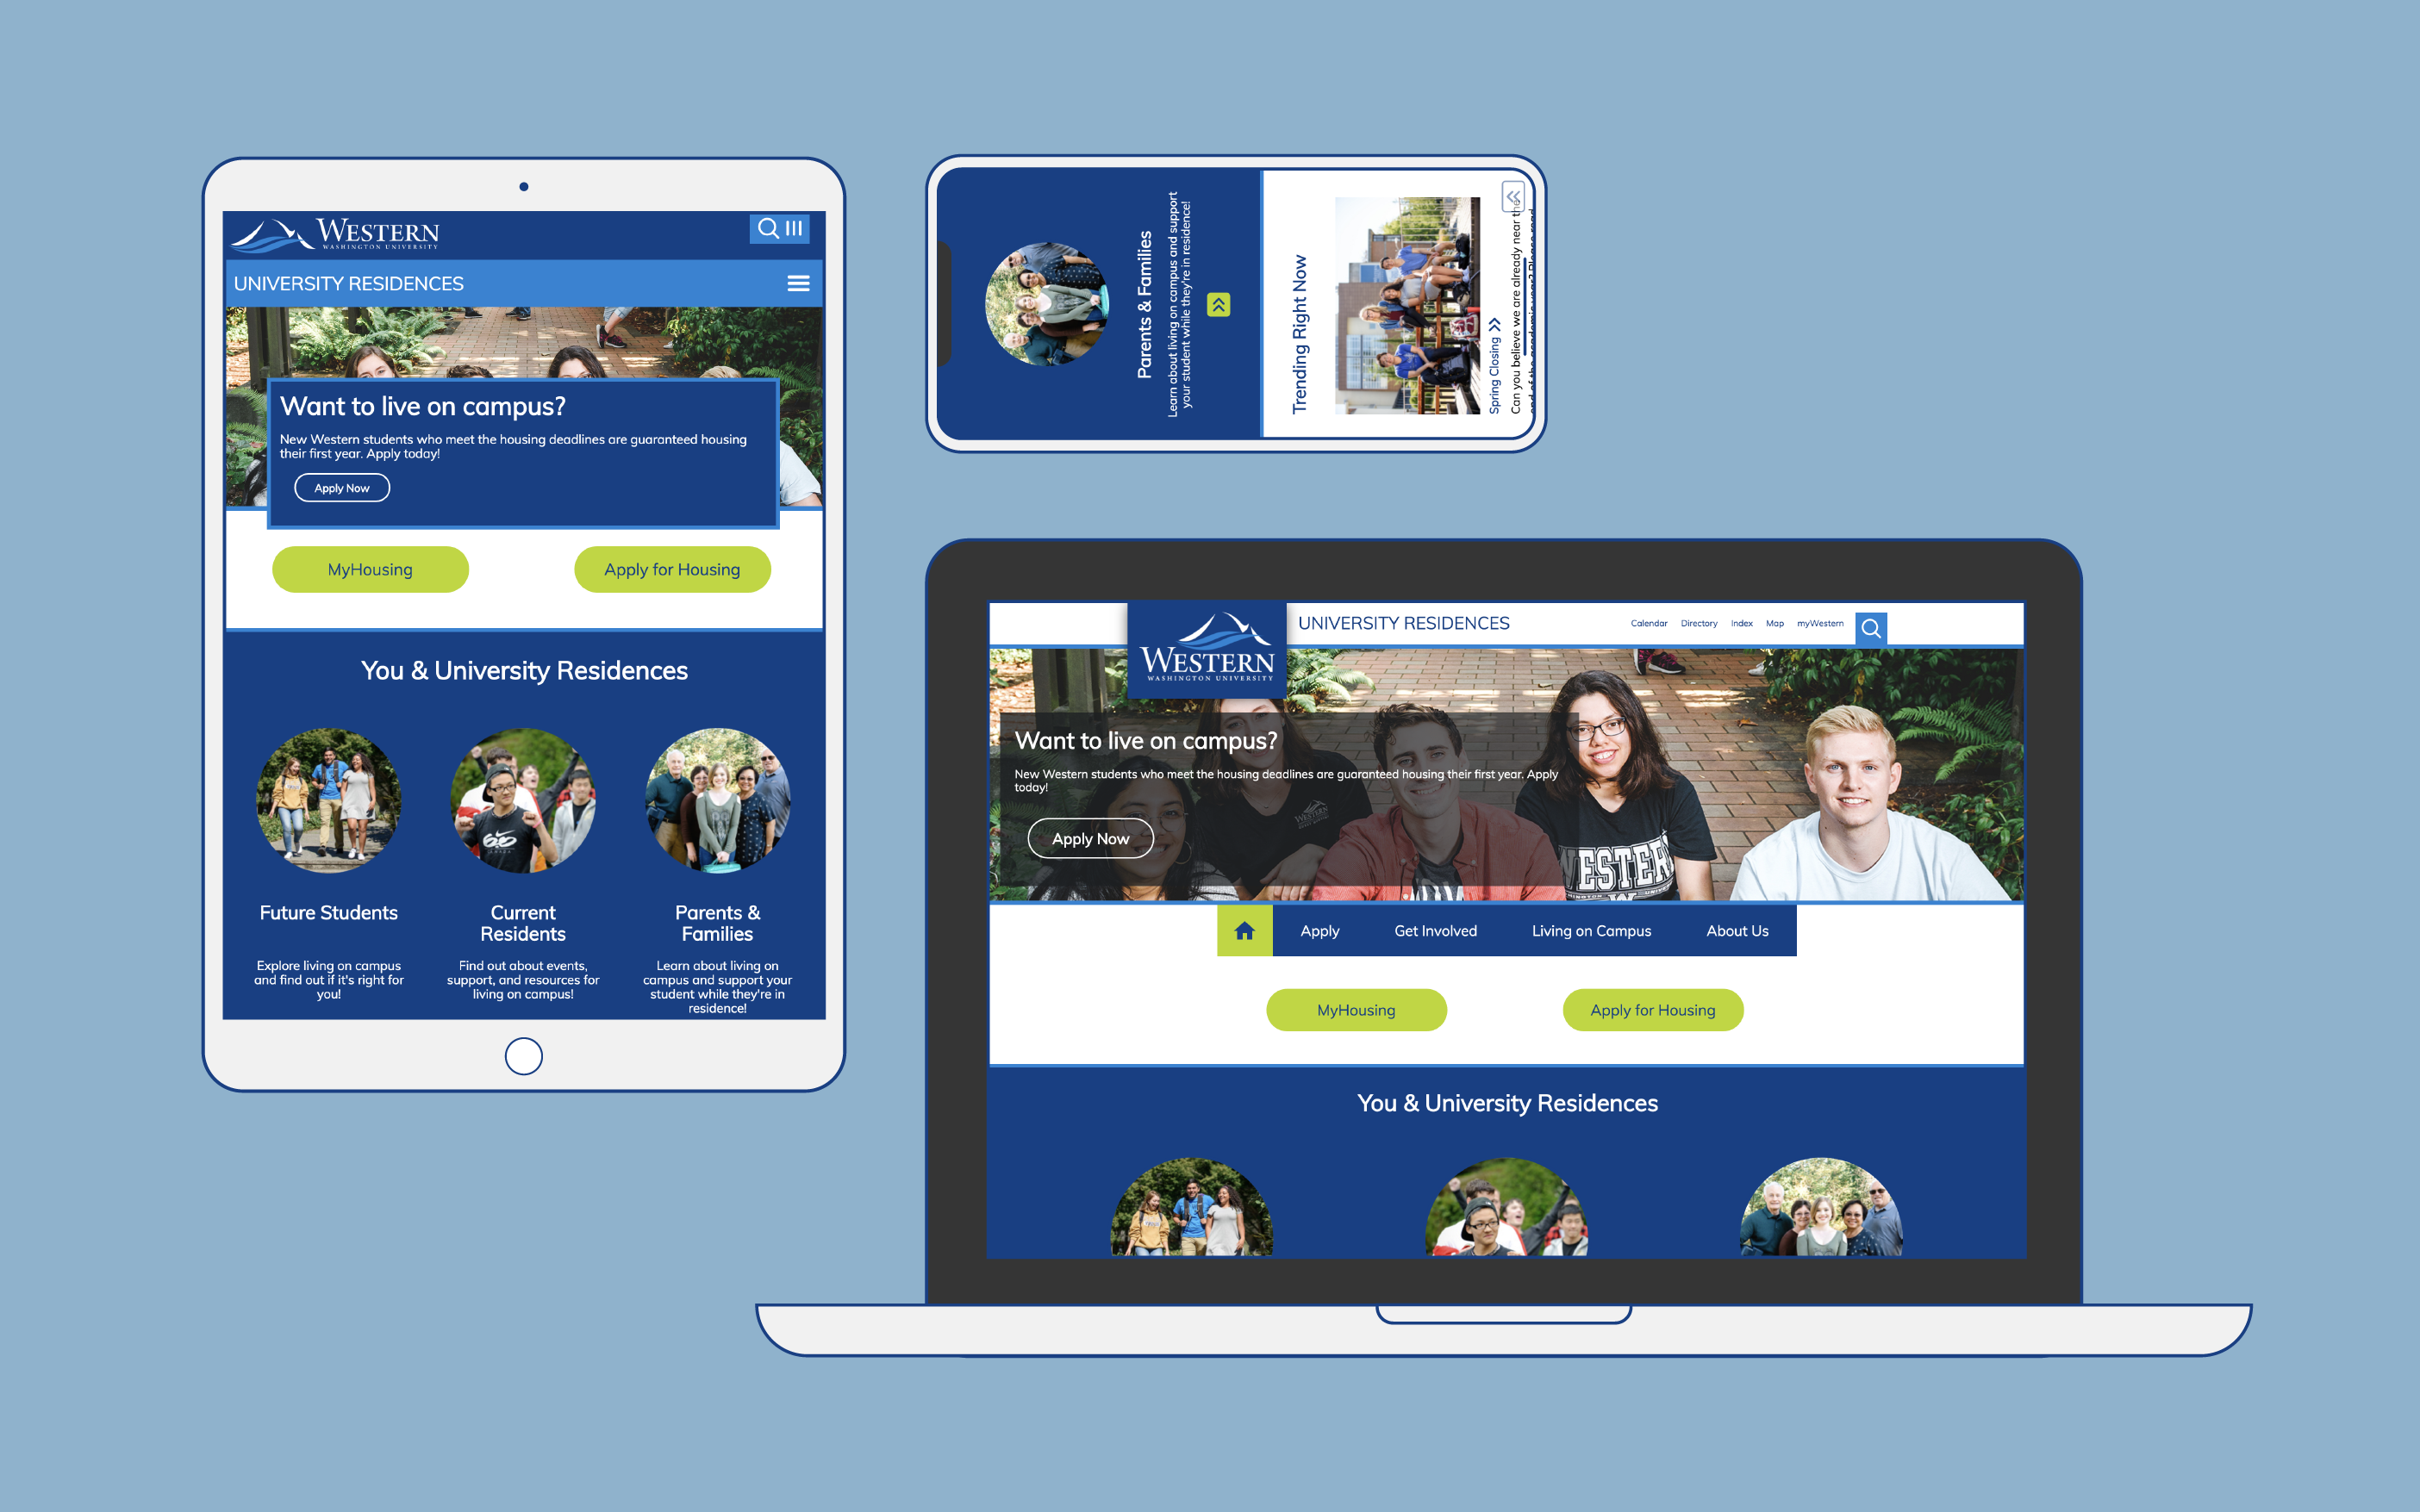 WESTERN
WASHINGTON UNIVERSITY
UNIVERSITY RESIDENCES
Want to live on campus?
New Western students who meet the housing deadlines are guaranteed housing
their first year. Apply today!
Apply Now
MyHousing
Apply for Housing
You & University Residences
Future Students
Explore living on campus
and find out if it's right for
you!
Current
Residents
Find out about events,
support, and resources for
living on campus!
Parents &
Families
Learn about living on
campus and support your
student while they're in
residence!
Parents & Families
Learn about living on campus and support
your student while they're in residence!
Trending Right Now
Spring Closing
Can you believe we are already near the
end of the academic year? Please read
WESTERN
WASHINGTON UNIVERSITY
UNIVERSITY RESIDENCES
Calendar
Directory
Index
Map
myWestern
Want to live on campus?
New Western students who meet the housing deadlines are guaranteed housing their first year. Apply
today!
Apply Now
WESTERN
Apply
Get Involved
Living on Campus
About Us
MyHousing
Apply for Housing
You & University Residences